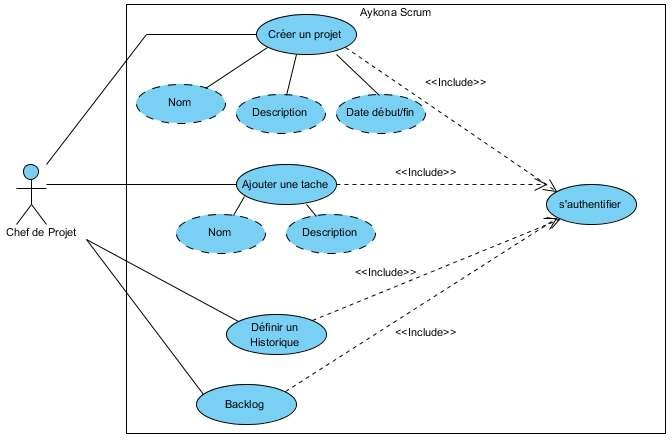 Aykona Scrum
Créer un projet
<<Include>>
Nom
Description
Date début/fin
<<Include>>
Ajouter une tache
s'authentifier
Chef de Projet
Nom
Description
<<Include>>
Définir un
Historique
<<Include>>
Backlog